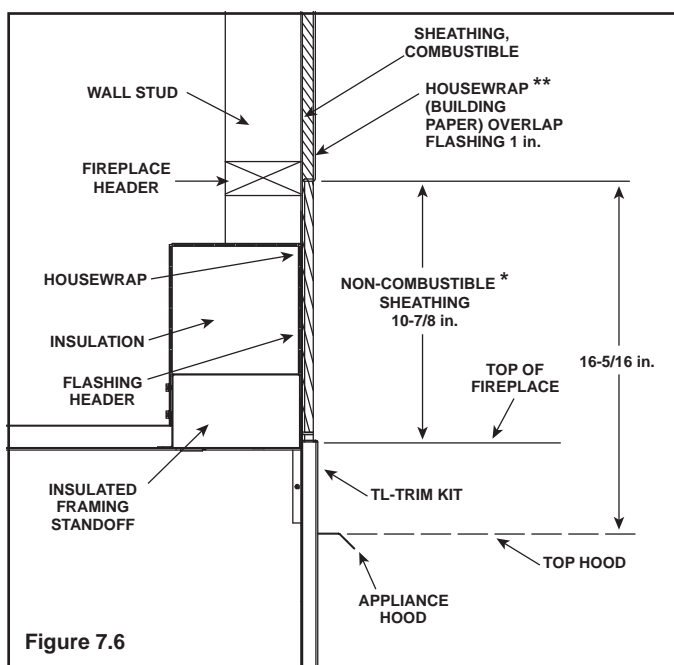 SHEATHING,
COMBUSTIBLE
WALL STUD
HOUSEWRAP **
(BUILDING
PAPER) OVERLAP
FLASHING 1 in.
FIREPLACE
HEADER
HOUSEWRAP
NON-COMBUSTIBLE *
SHEATHING
10-7/8 in.
INSULATION
16-5/16 in.
FLASHING
HEADER
TOP OF
FIREPLACE
INSULATED
FRAMING
STANDOFF
TL-TRIM KIT
TOP HOOD
APPLIANCE
HOOD
Figure 7.6